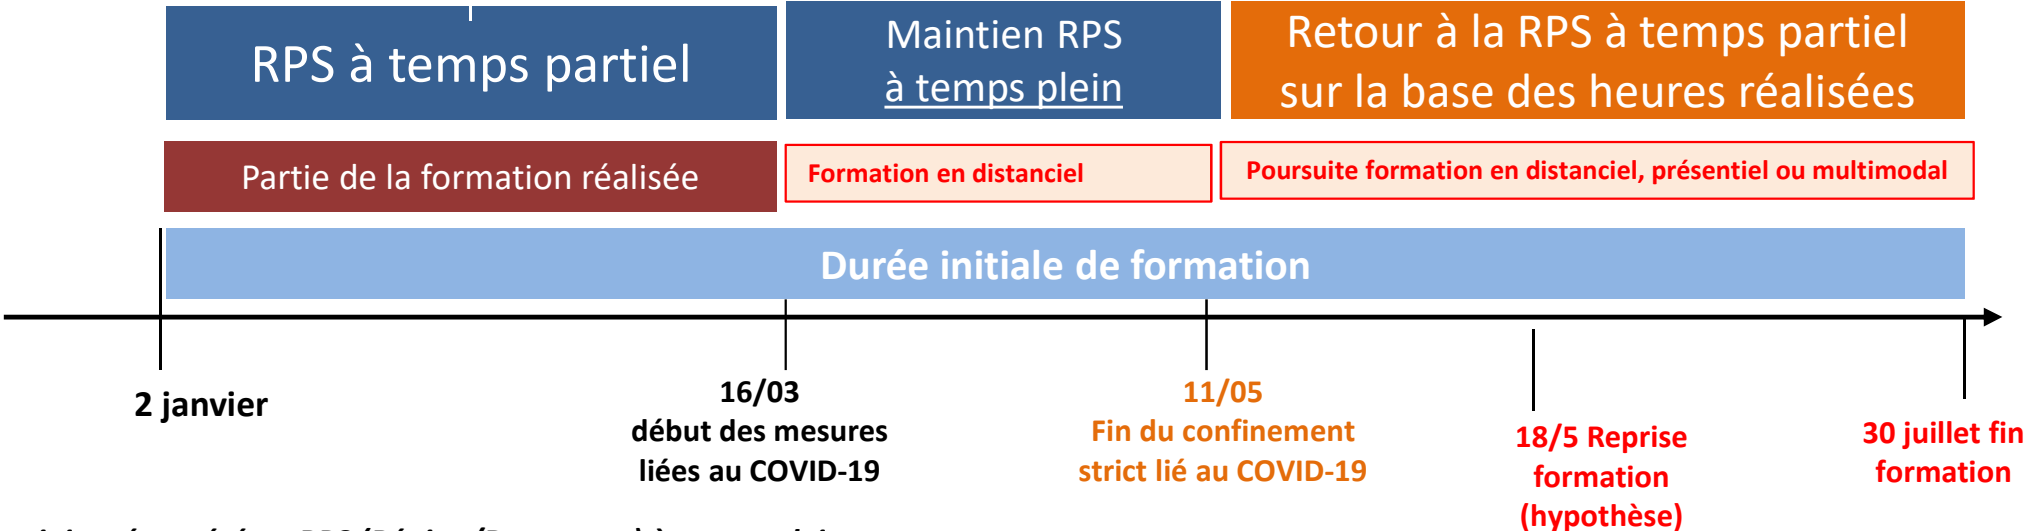 RPS à temps partiel
Maintien RPS
à temps plein
Retour à la RPS à temps partiel
sur la base des heures réalisées
Partie de la formation réalisée
Formation en distanciel
Poursuite formation en distanciel, présentiel ou multimodal
Durée initiale de formation
2 janvier
16/03
début des mesures
liées au COVID-19
11/05
Fin du confinement
strict lié au COVID-19
18/5 Reprise
formation
(hypothèse)
30 juillet fin
formation